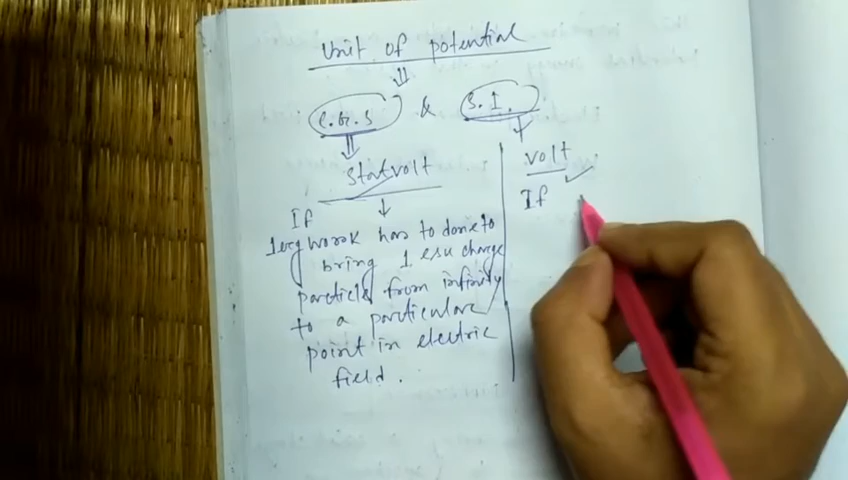 Unit of potential
C.G.S & S.I.
Statvolt
If
1erg work has to done to
bring 1 esu charge
particle from infinity
to a particular
point in electric
field.
volt
If